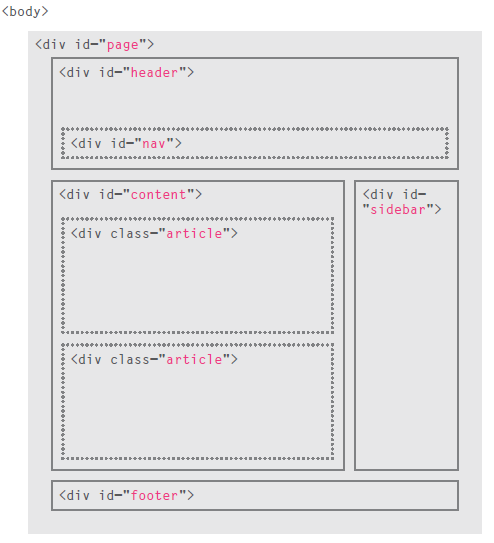 <body>
<div id="page">
<div id="header">
<div id="nav">
<div id="content">
<div class="article">
<div class="article">
<div id=
"sidebar">
<div id="footer">